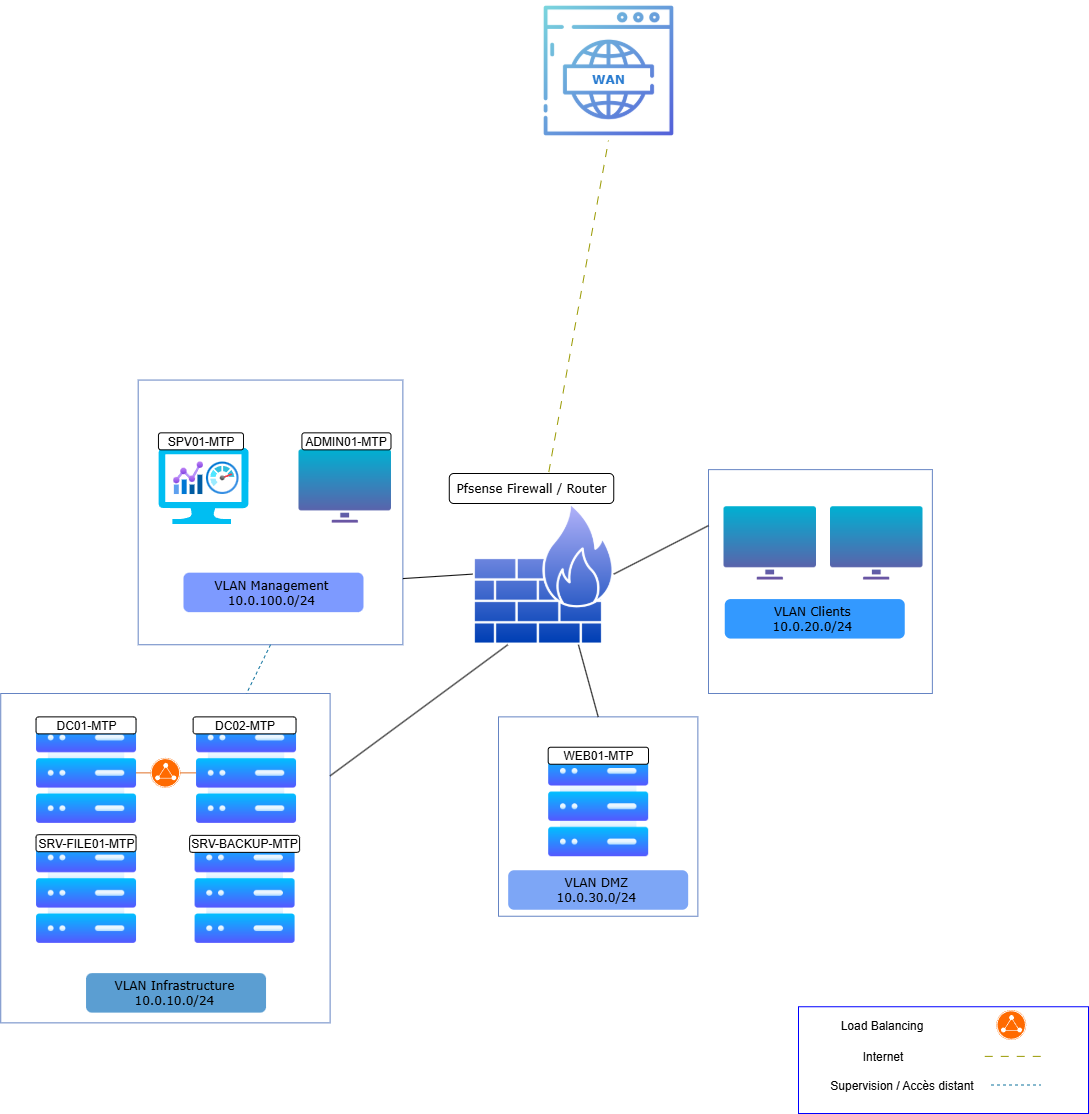 WAN
SPV01-MTP
ADMIN01-MTP
VLAN Management
10.0.100.0/24
Pfsense Firewall / Router
VLAN Clients
10.0.20.0/24
DC01-MTP
DC02-MTP
SRV-FILE01-MTP
SRV-BACKUP-MTP
VLAN Infrastructure
10.0.10.0/24
WEB01-MTP
VLAN DMZ
10.0.30.0/24
Load Balancing
Internet
Supervision / Accès distant